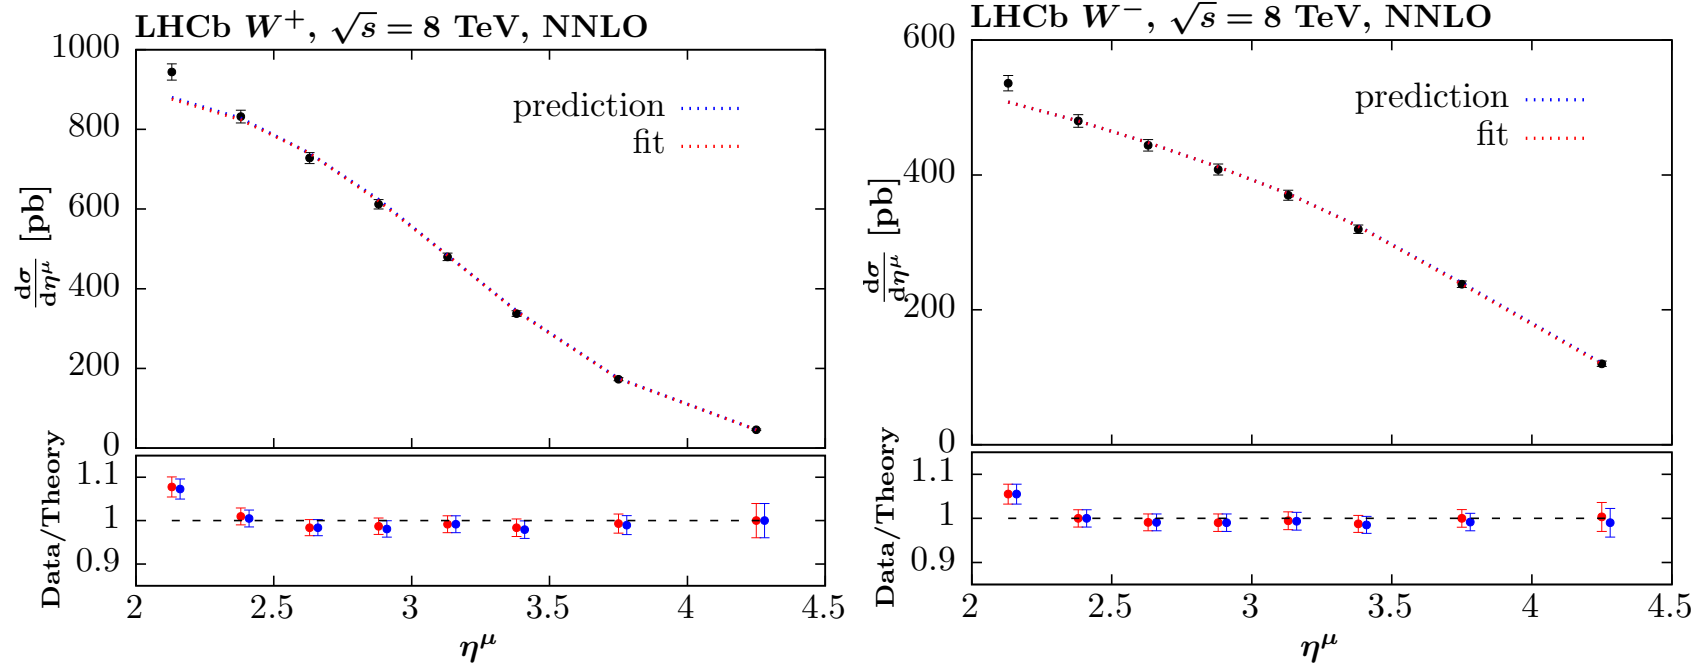 LHCb W⁺, √s = 8 TeV, NNLO
1000
800
600
400
200
0
dσ/dη^μ [pb]
prediction
fit
1.1
1
0.9
Data/Theory
2
2.5
3
3.5
4
4.5
η^μ
LHCb W⁻, √s = 8 TeV, NNLO
600
400
200
0
dσ/dη^μ [pb]
prediction
fit
1.1
1
0.9
Data/Theory
2
2.5
3
3.5
4
4.5
η^μ